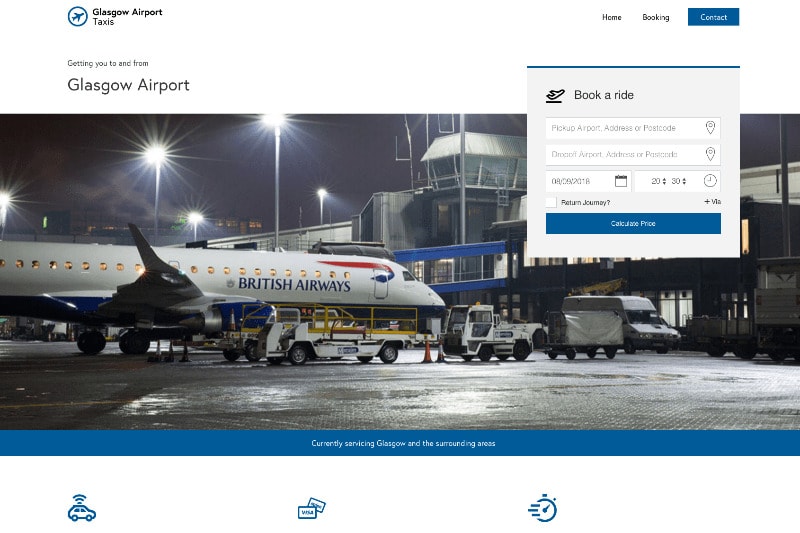 Glasgow Airport
Taxis
Home
Booking
Contact
Getting you to and from
Glasgow Airport
Book a ride
Pickup Airport, Address or Postcode
Dropoff Airport, Address or Postcode
08/09/2018
20 30
Return Journey?
+ Via
Calculate Price
BRITISH AIRWAYS
Currently servicing Glasgow and the surrounding areas
VISA